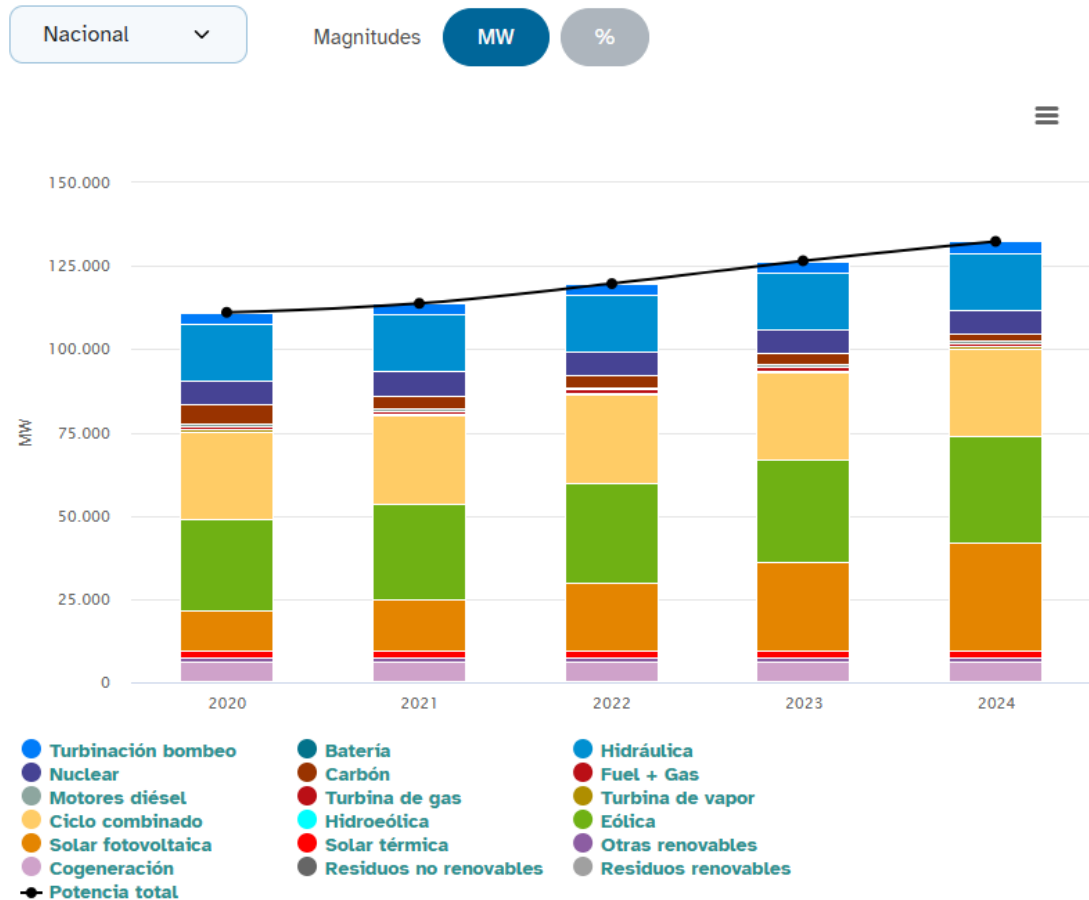 Nacional
Magnitudes MW %
150.000
125.000
100.000
75.000
50.000
25.000
0
MW
2020 2021 2022 2023 2024
Turbinación bombeo Batería Hidráulica
Nuclear Carbón Fuel + Gas
Motores diésel Turbina de gas Turbina de vapor
Ciclo combinado Hidroeólica Eólica
Solar fotovoltaica Solar térmica Otras renovables
Cogeneración Residuos no renovables Residuos renovables
Potencia total